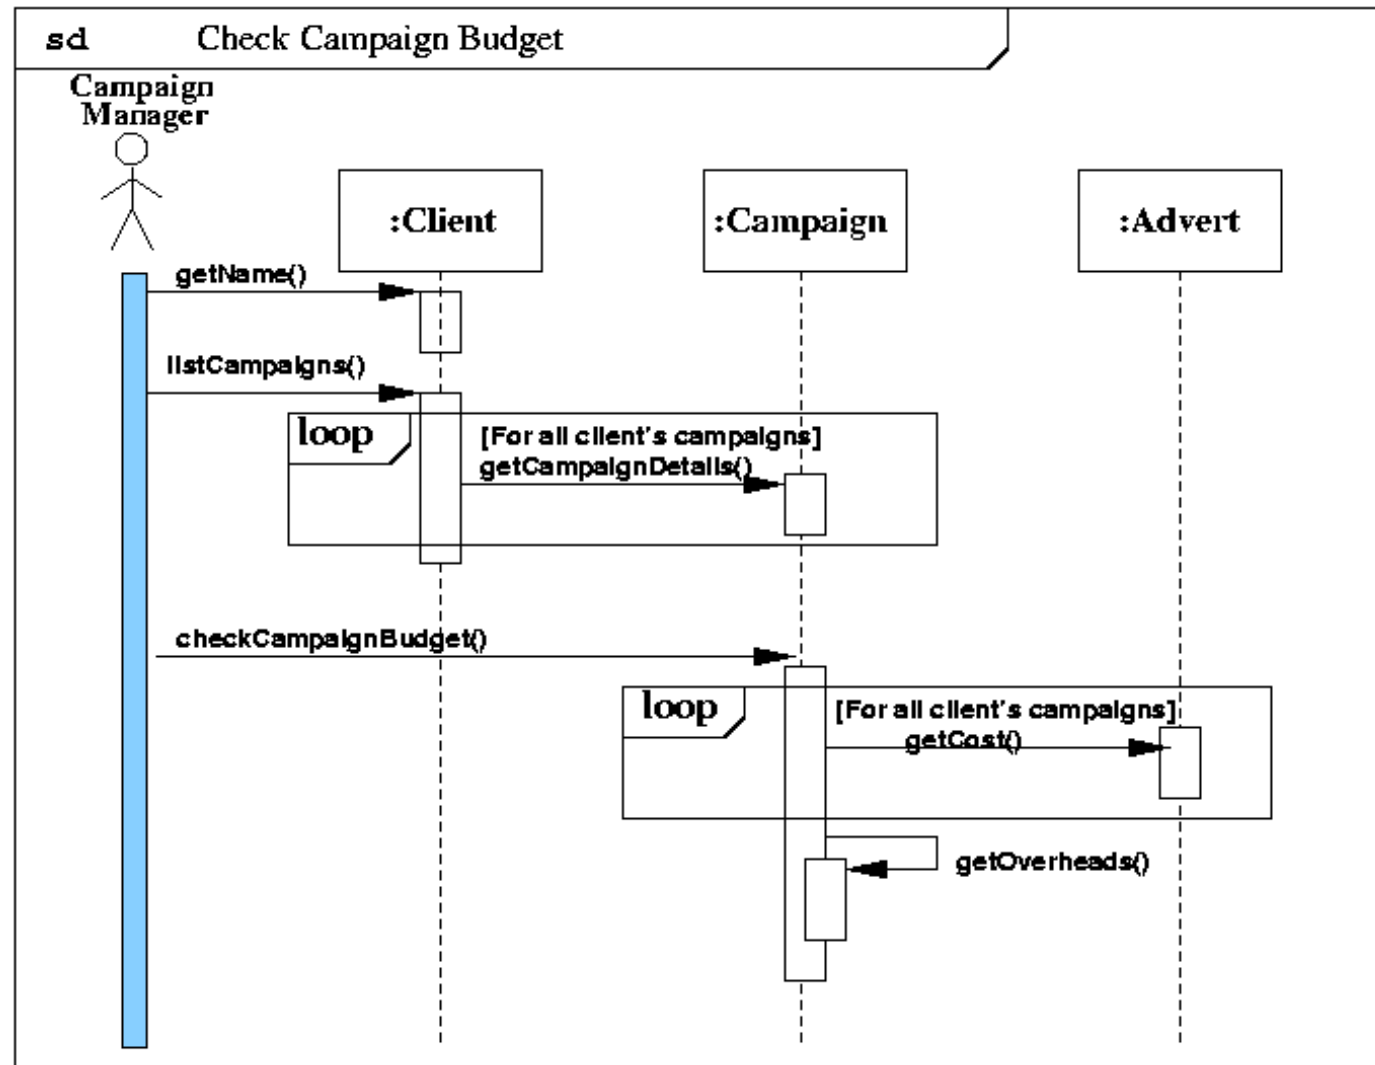 sd Check Campaign Budget
Campaign
Manager
:Client
:Campaign
:Advert
getName()
listCampaigns()
loop
[For all client's campaigns]
getCampaignDetails()
checkCampaignBudget()
loop
[For all client's campaigns]
getCost()
getOverheads()